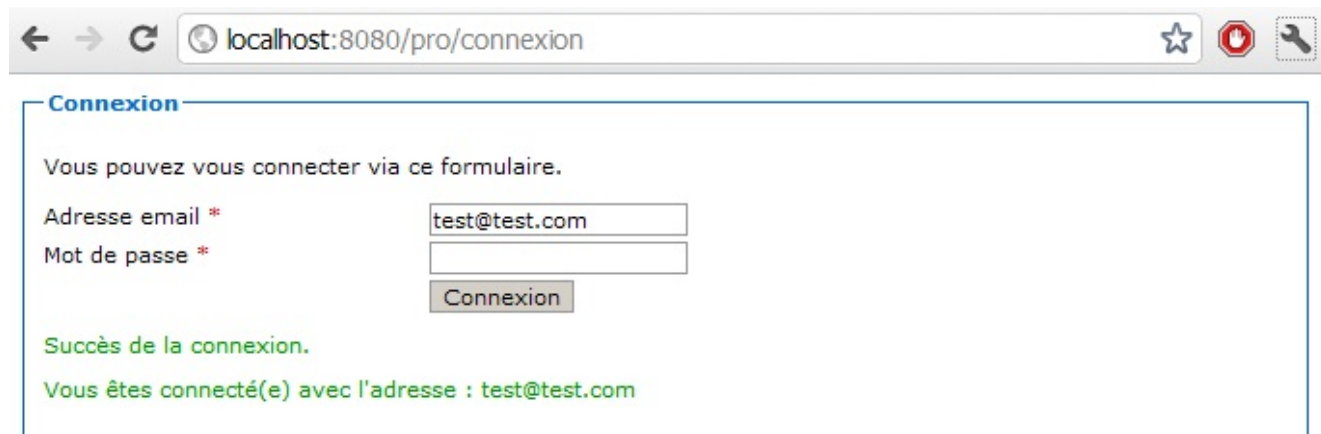 localhost:8080/pro/connexion
Connexion
Vous pouvez vous connecter via ce formulaire.
Adresse email * test@test.com
Mot de passe *
Connexion
Succès de la connexion.
Vous êtes connecté(e) avec l'adresse : test@test.com